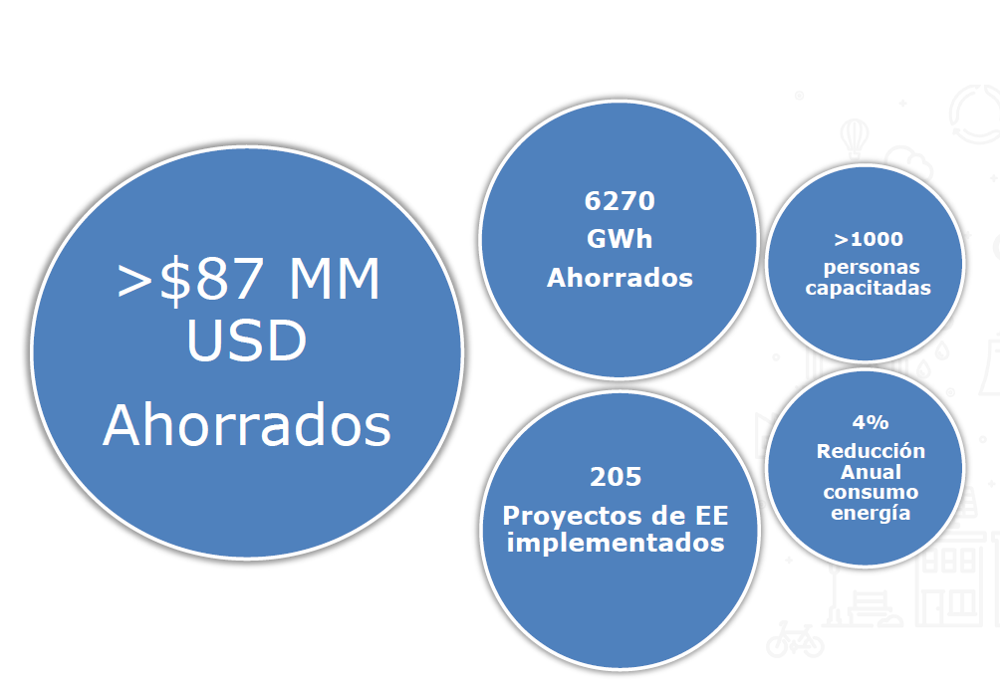 >$87 MM
USD
Ahorrados
6270
GWh
Ahorrados
>1000
personas
capacitadas
205
Proyectos de EE
implementados
4%
Reducción
Anual
consumo
energía